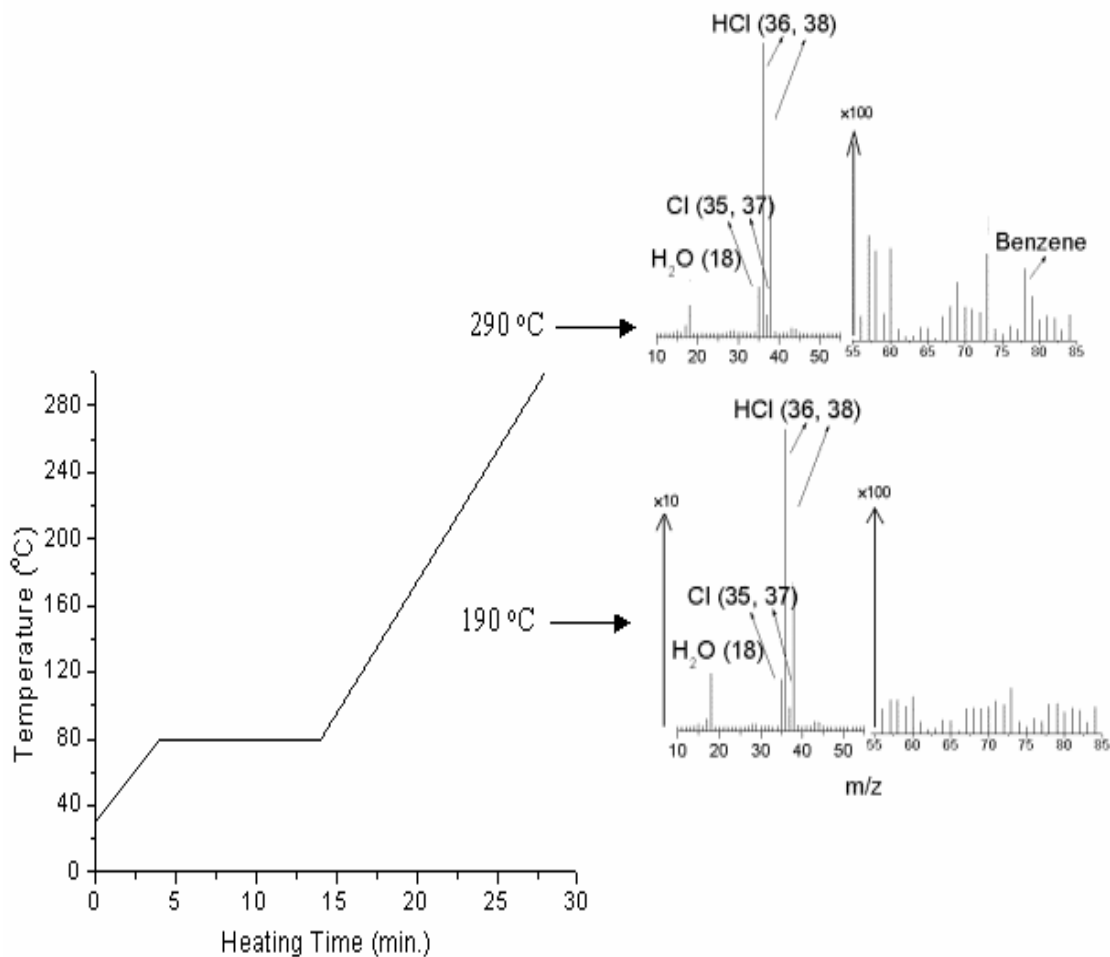 HCl (36, 38)
x100
Cl (35, 37)
Benzene
H₂O (18)
290 °C
10 20 30 40 50
55 60 65 70 75 80 85
HCl (36, 38)
x10
x100
Cl (35, 37)
190 °C
H₂O (18)
10 20 30 40 50
55 60 65 70 75 80 85
m/z
Temperature (°C)
280
240
200
160
120
80
40
0
0 5 10 15 20 25 30
Heating Time (min.)